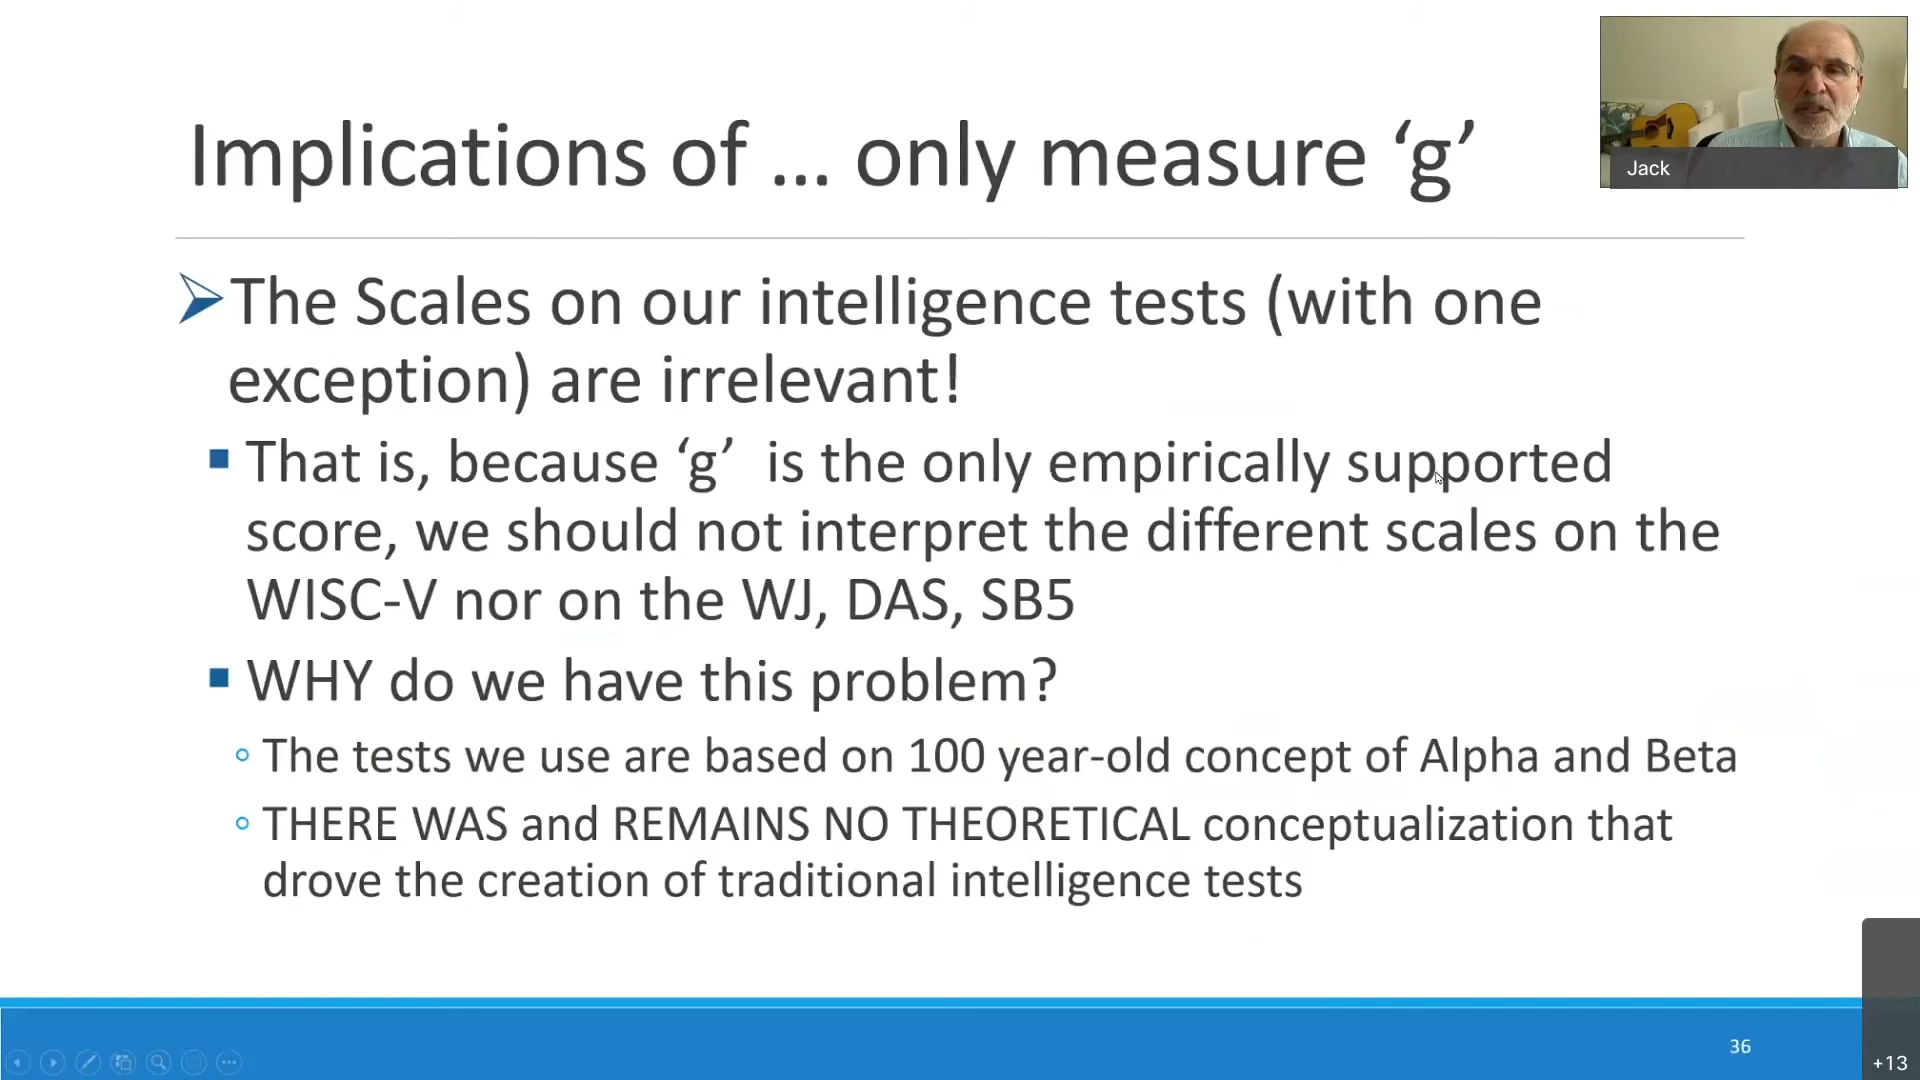 Implications of … only measure ‘g’
Jack
The Scales on our intelligence tests (with one
exception) are irrelevant!
That is, because ‘g’  is the only empirically supported
score, we should not interpret the different scales on the
WISC-V nor on the WJ, DAS, SB5
WHY do we have this problem?
The tests we use are based on 100 year-old concept of Alpha and Beta
THERE WAS and REMAINS NO THEORETICAL conceptualization that
drove the creation of traditional intelligence tests
36
+13